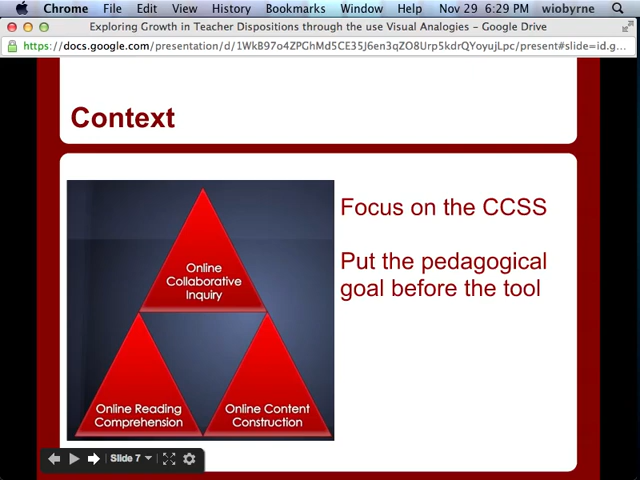 Chrome File Edit View History Bookmarks Window Help Nov 29 6:29 PM wiobyrne
Exploring Growth in Teacher Dispositions through the use Visual Analogies – Google Drive
https://docs.google.com/presentation/d/1WkB97o4ZPGhMd5CE35J6en3qZO8Urp5kdrQYoyujLpc/present#slide=id.g...
Context
Focus on the CCSS
Put the pedagogical
goal before the tool
Online
Collaborative
Inquiry
Online Reading
Comprehension
Online Content
Construction
Slide 7